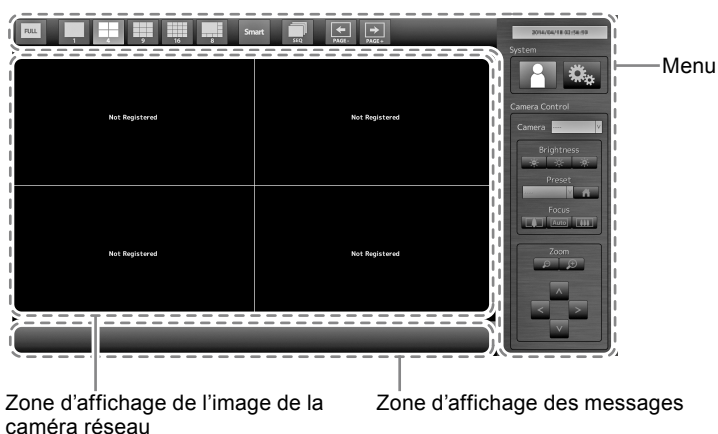 FULL
1
4
9
16
8
Smart
SEQ
PAGE-
PAGE+
2014/04/18 02:56:59
System
Menu
Camera Control
Camera ---- v
Brightness
Preset
----
Focus
Auto
Zoom
Not Registered
Not Registered
Not Registered
Not Registered
Zone d'affichage de l'image de la
caméra réseau
Zone d'affichage des messages